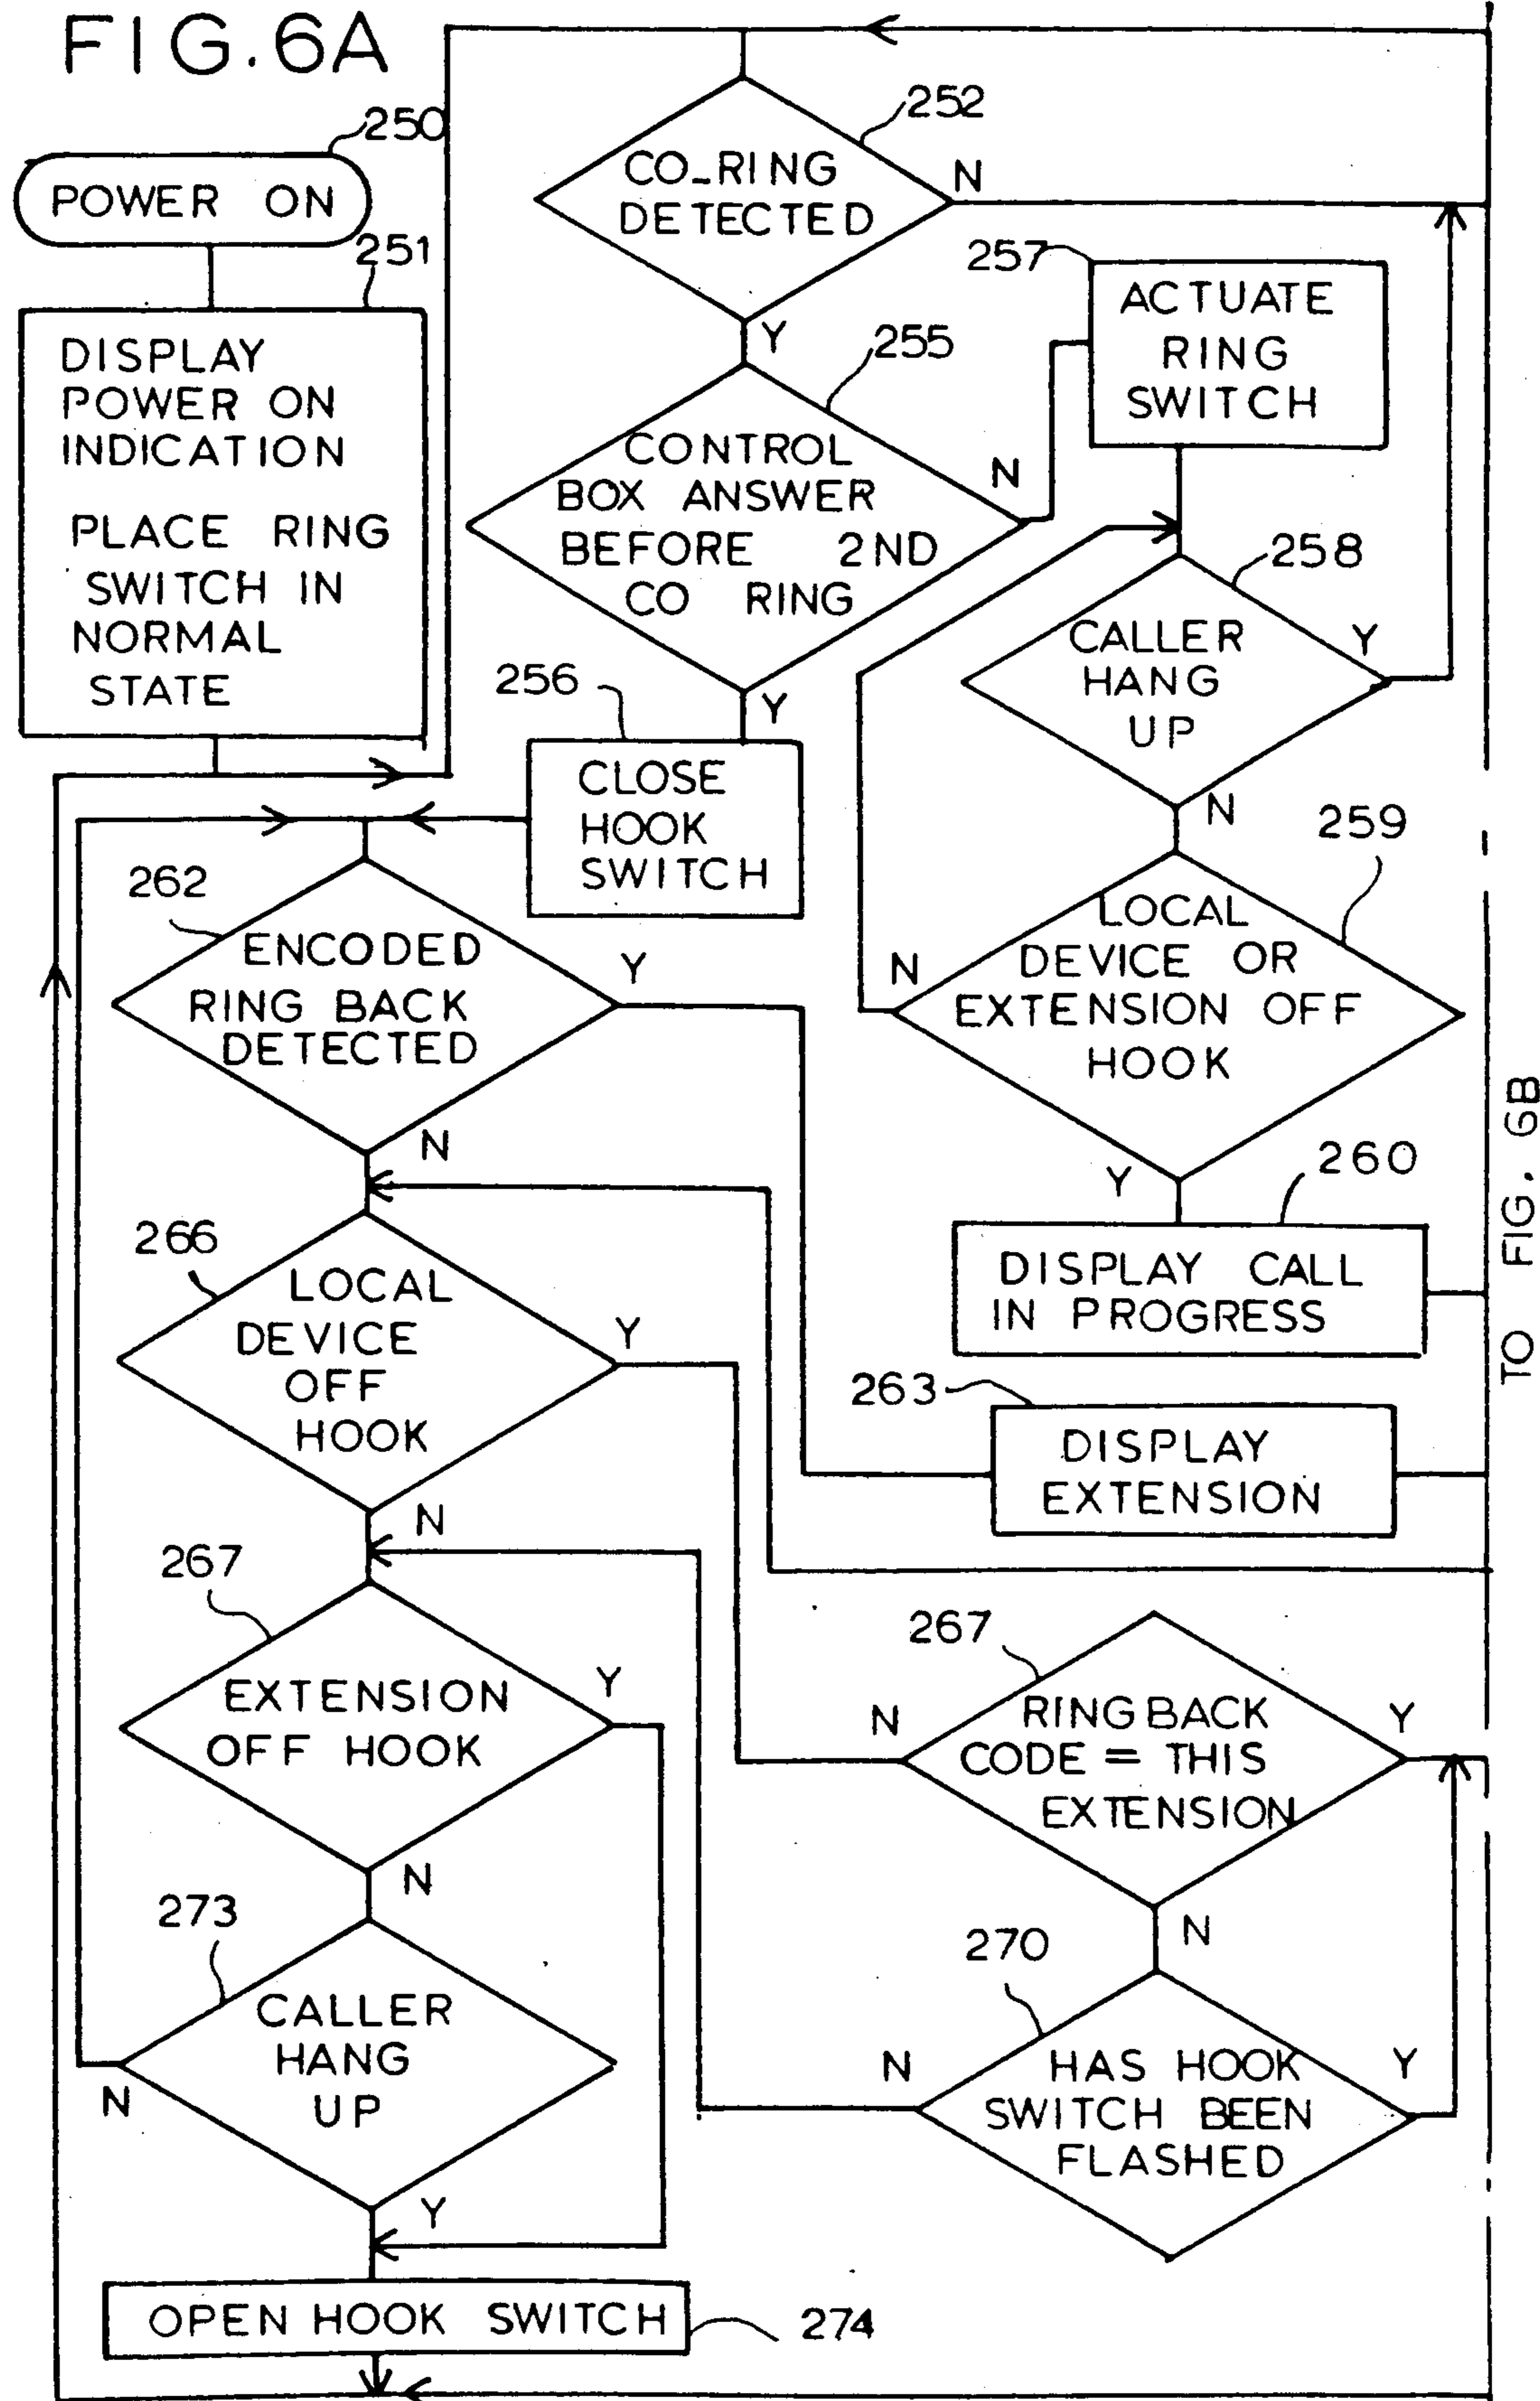 FIG. 6A
250
POWER ON
251
DISPLAY
POWER ON
INDICATION
PLACE RING
SWITCH IN
NORMAL
STATE
252
CO_RING
DETECTED
N
Y
255
CONTROL
BOX ANSWER
BEFORE 2ND
CO RING
N
Y
257
ACTUATE
RING
SWITCH
256
CLOSE
HOOK
SWITCH
258
CALLER
HANG
UP
Y
N
259
LOCAL
DEVICE OR
EXTENSION OFF
HOOK
N
Y
260
DISPLAY CALL
IN PROGRESS
262
ENCODED
RING BACK
DETECTED
Y
N
263
DISPLAY
EXTENSION
266
LOCAL
DEVICE
OFF
HOOK
Y
N
267
EXTENSION
OFF HOOK
Y
N
267
RINGBACK
CODE = THIS
EXTENSION
N
Y
N
270
HAS HOOK
SWITCH BEEN
FLASHED
N
Y
273
CALLER
HANG
UP
N
Y
OPEN HOOK SWITCH
274
TO FIG. 6B